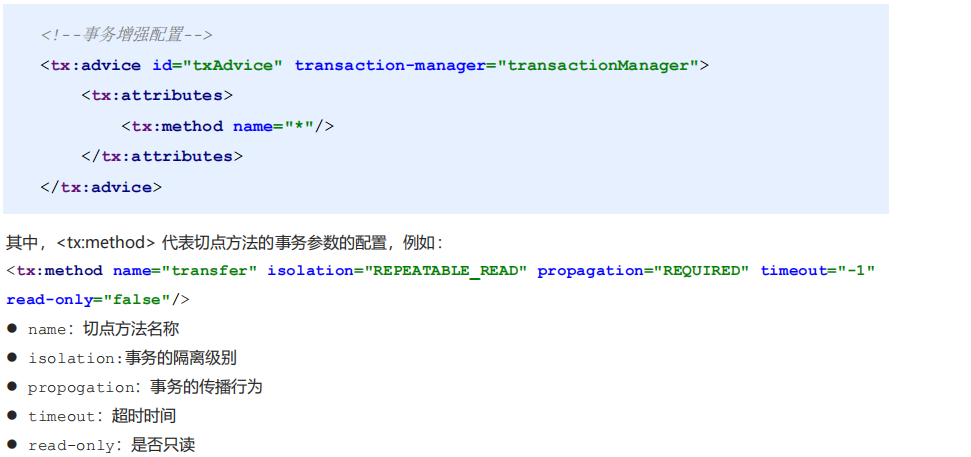 <!--事务增强配置-->
<tx:advice id="txAdvice" transaction-manager="transactionManager">
<tx:attributes>
<tx:method name="*"/>
</tx:attributes>
</tx:advice>
其中，<tx:method> 代表切点方法的事务参数的配置，例如：
<tx:method name="transfer" isolation="REPEATABLE_READ" propagation="REQUIRED" timeout="-1"
read-only="false"/>
● name：切点方法名称
● isolation:事务的隔离级别
● propogation：事务的传播行为
● timeout：超时时间
● read-only：是否只读